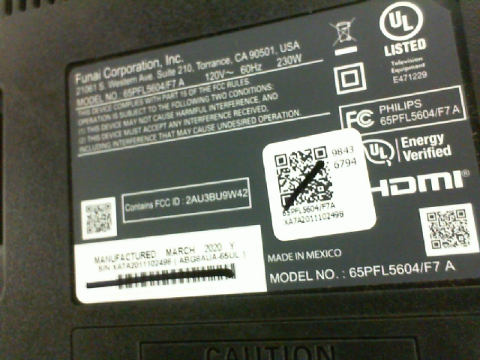 Funai Corporation, Inc.
21061 S. Western Ave. Suite 210, Torrance, CA 90501, USA
MODEL NO. 65PFL5604/F7 A 120V~ 60Hz 230W
THIS DEVICE COMPLIES WITH PART 15 OF THE FCC RULES.
OPERATION IS SUBJECT TO THE FOLLOWING TWO CONDITIONS:
(1) THIS DEVICE MAY NOT CAUSE HARMFUL INTERFERENCE, AND
(2) THIS DEVICE MUST ACCEPT ANY INTERFERENCE RECEIVED,
INCLUDING INTERFERENCE THAT MAY CAUSE UNDESIRED OPERATION.
UL
LISTED
Television
Equipment
E471229
FC PHILIPS
65PFL5604/F7 A
UL Energy
Verified
HDMI®
Contains FCC ID : 2AU3BU9W42
9843
6794
65PFL5604/F7A
XA7A2011102498
MANUFACTURED MARCH 2020 Y
S/N XA7A2011102498 ( ABG8AUA-65UL )
MADE IN MEXICO
MODEL NO. : 65PFL5604/F7 A
CAUTION